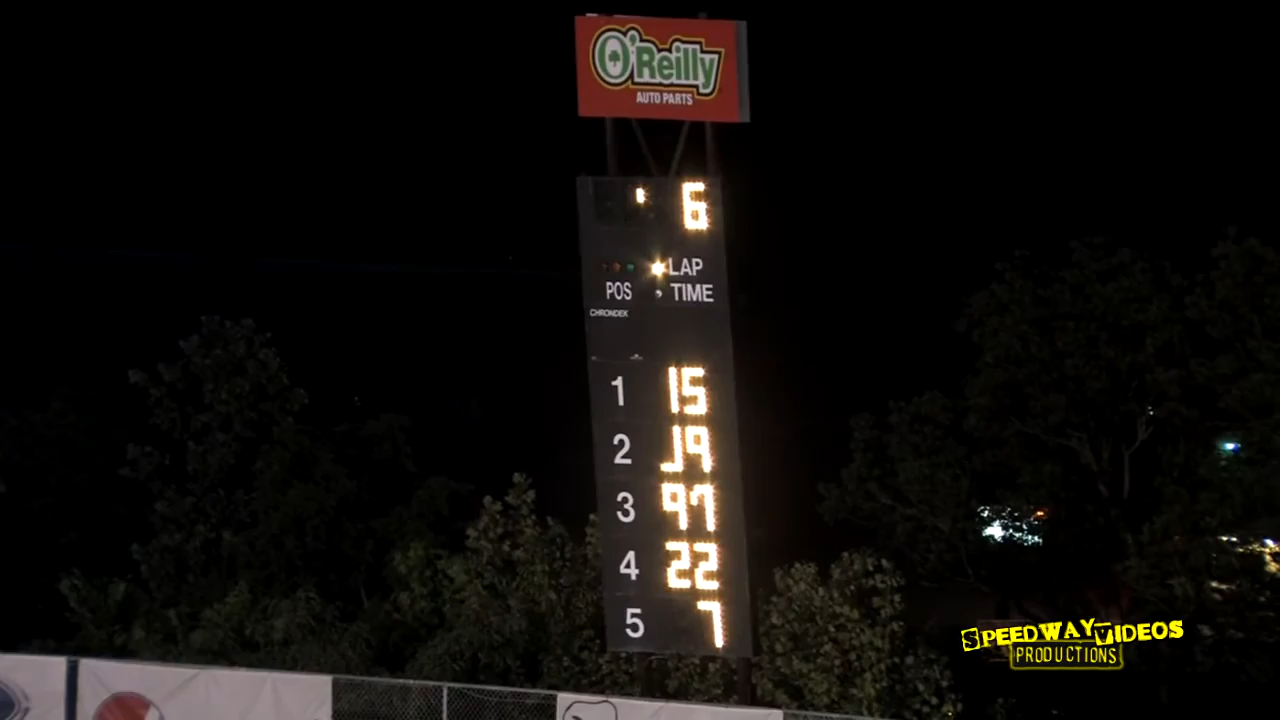 O'Reilly
AUTO PARTS
6
LAP
POS TIME
CHRONDEK
1 15
2 J9
3 97
4 22
5 7
SPEEDWAY VIDEOS
PRODUCTIONS